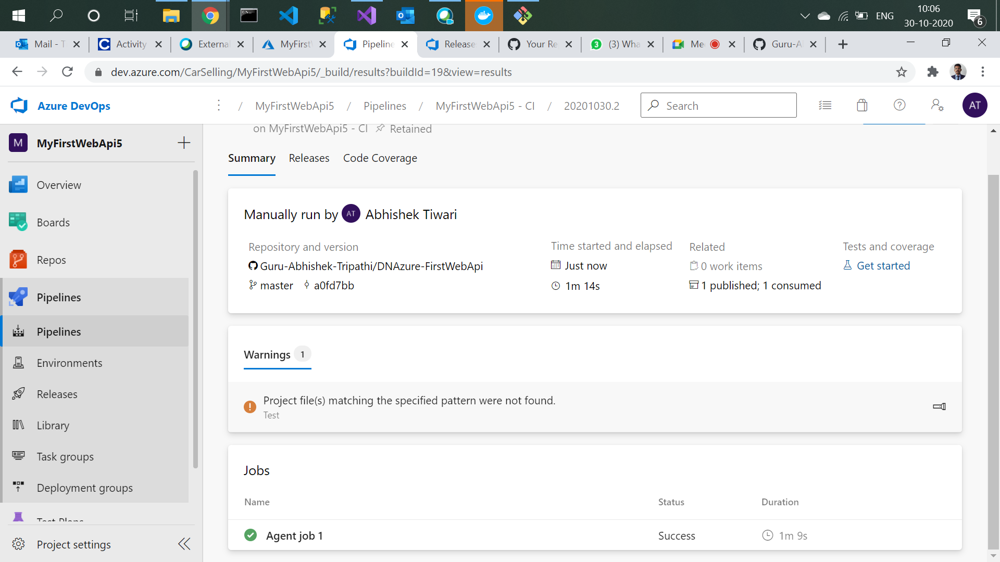 ENG
10:06
30-10-2020
6
Mail - T
Activity
External
MyFirst
Pipeline
Release
Your Re
(3) Wha
Me
Guru-A
dev.azure.com/CarSelling/MyFirstWebApi5/_build/results?buildId=19&view=results
Azure DevOps
/ MyFirstWebApi5 / Pipelines / MyFirstWebApi5 - CI / 20201030.2
Search
AT
M MyFirstWebApi5
on MyFirstWebApi5 - CI Retained
Summary Releases Code Coverage
Overview
Boards
Repos
Pipelines
Pipelines
Environments
Releases
Library
Task groups
Deployment groups
Test Plans
Project settings
Manually run by AT Abhishek Tiwari
Repository and version
Guru-Abhishek-Tripathi/DNAzure-FirstWebApi
master a0fd7bb
Time started and elapsed
Just now
1m 14s
Related
0 work items
1 published; 1 consumed
Tests and coverage
Get started
Warnings 1
Project file(s) matching the specified pattern were not found.
Test
Jobs
Name Status Duration
Agent job 1 Success 1m 9s